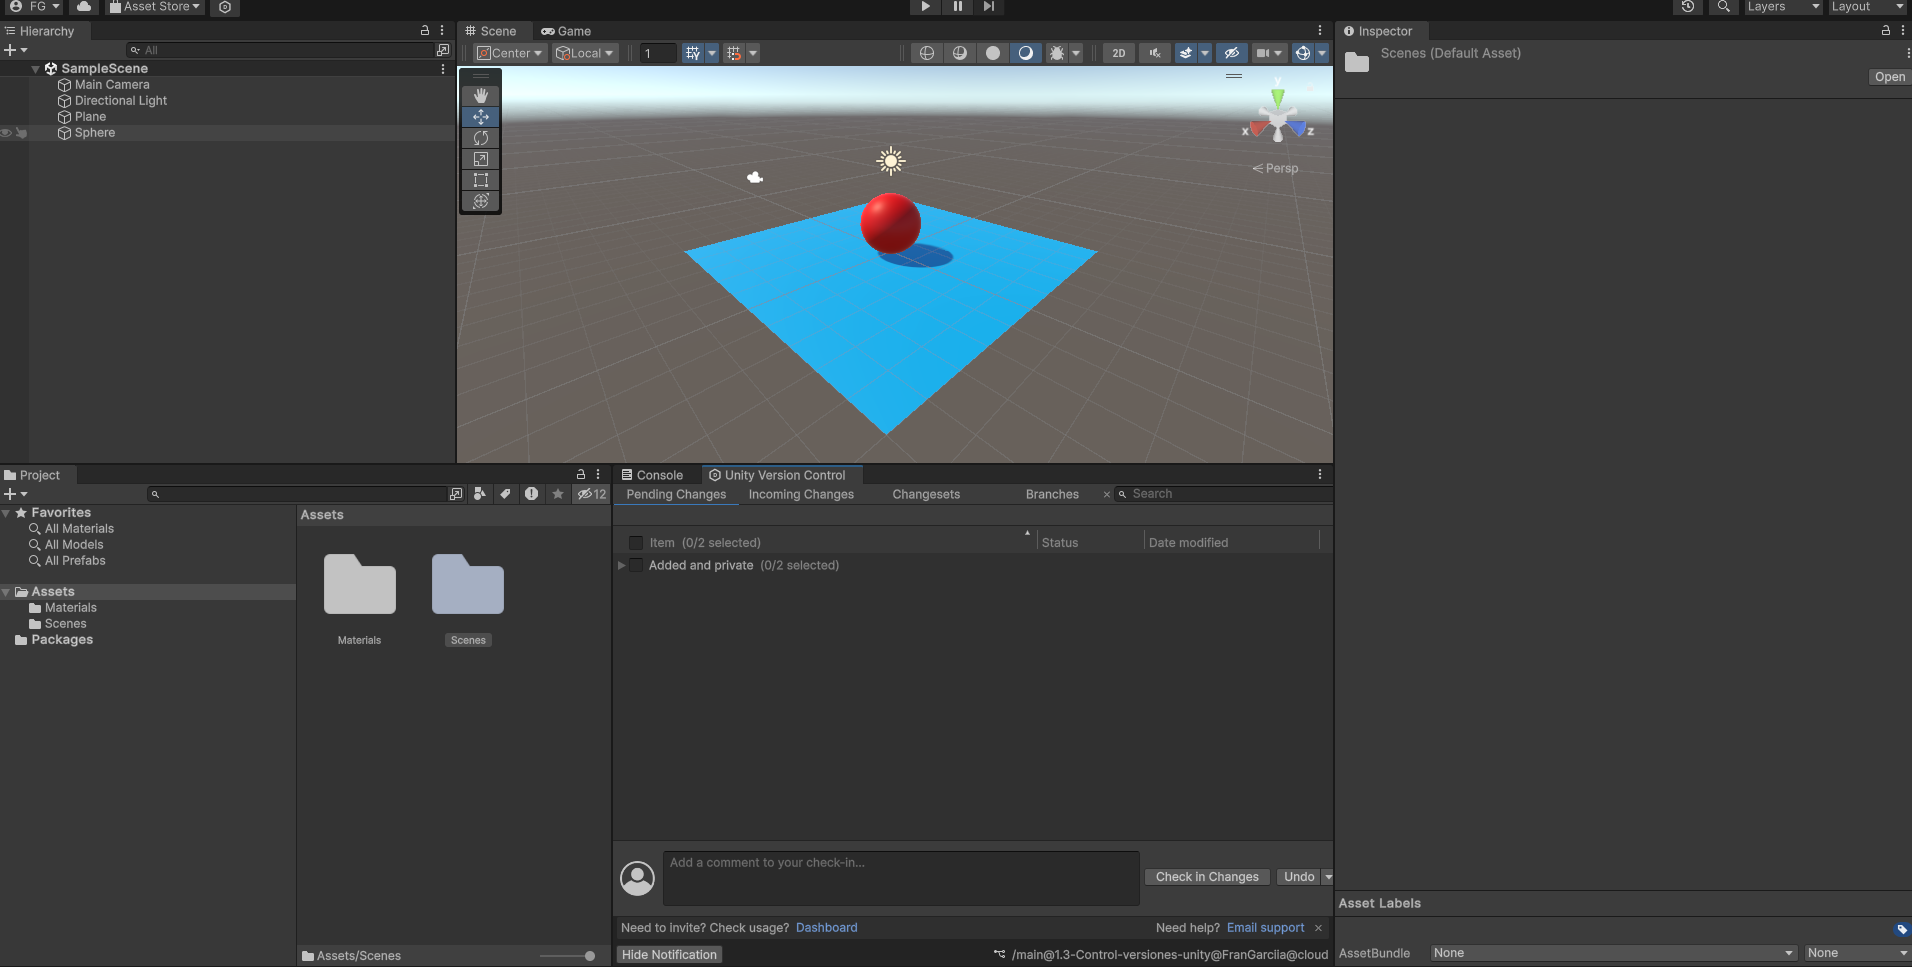 FG
Asset Store
Layers
Layout
Hierarchy
All
SampleScene
Main Camera
Directional Light
Plane
Sphere
Scene
Game
Center
Local
1
2D
y
x
z
Persp
Inspector
Scenes (Default Asset)
Open
Project
12
Favorites
All Materials
All Models
All Prefabs
Assets
Materials
Scenes
Packages
Assets
Materials
Scenes
Assets/Scenes
Console
Unity Version Control
Pending Changes
Incoming Changes
Changesets
Branches
Search
Item (0/2 selected)
Status
Date modified
Added and private (0/2 selected)
Add a comment to your check-in...
Check in Changes
Undo
Need to invite? Check usage? Dashboard
Need help? Email support
Hide Notification
/main@1.3-Control-versiones-unity@FranGarciia@cloud
Asset Labels
AssetBundle
None
None